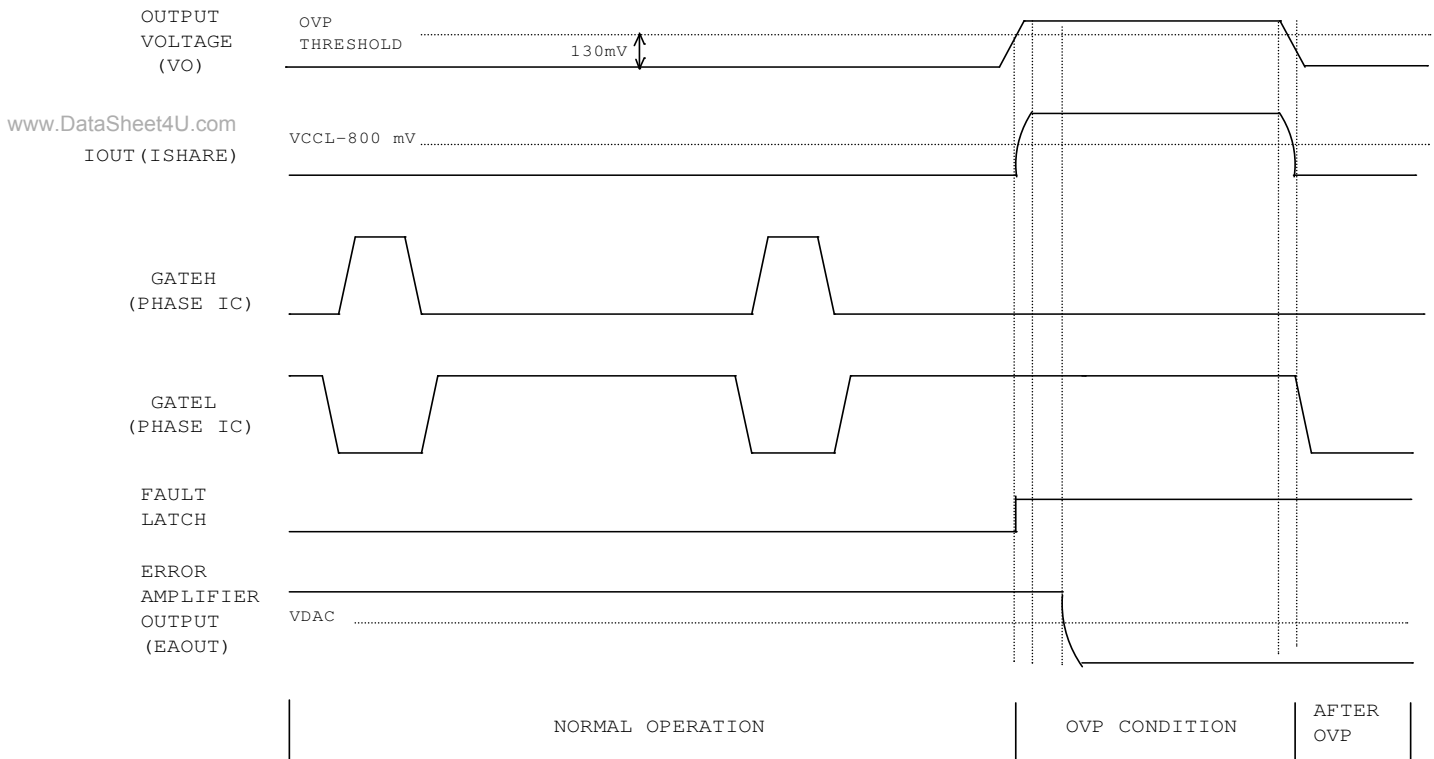 OUTPUT
VOLTAGE
(VO)
OVP
THRESHOLD
130mV
www.DataSheet4U.com
IOUT(ISHARE)
VCCL-800 mV
GATEH
(PHASE IC)
GATEL
(PHASE IC)
FAULT
LATCH
ERROR
AMPLIFIER
OUTPUT
(EAOUT)
VDAC
NORMAL OPERATION
OVP CONDITION
AFTER
OVP